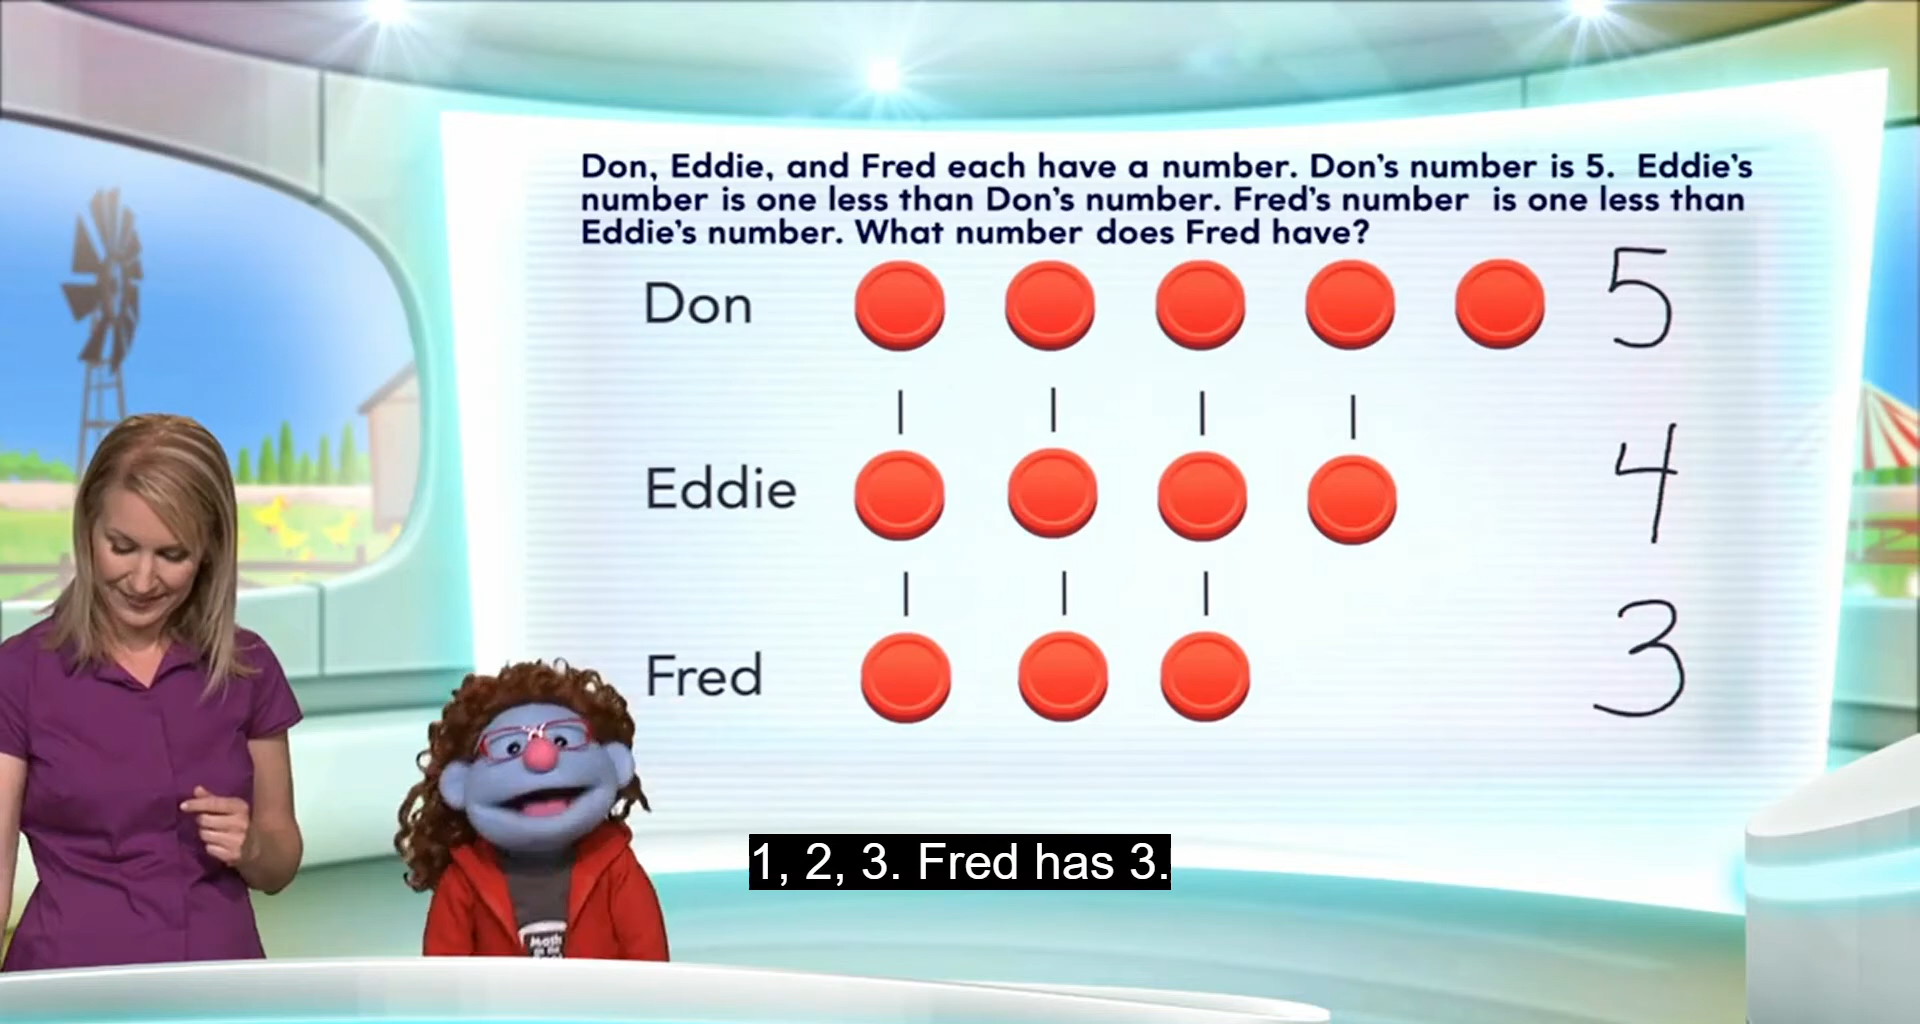 Don, Eddie, and Fred each have a number. Don's number is 5.  Eddie's
number is one less than Don's number. Fred's number  is one less than
Eddie's number. What number does Fred have?
Don 5
Eddie 4
Fred 3
1, 2, 3. Fred has 3.
Math